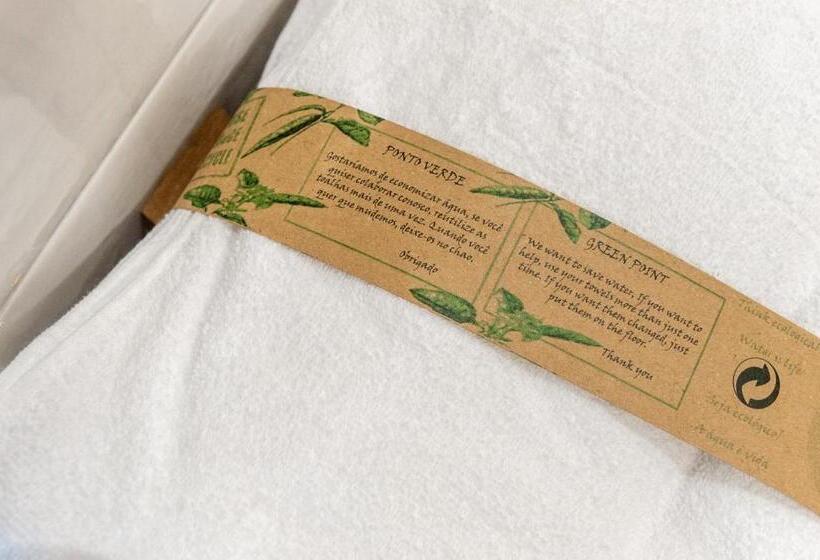 PONTO VERDE
Gostaríamos de economizar água, se você
quiser colaborar conosco, reutilize as
toalhas mais de uma vez. Quando você
quer que mudemos, deixe-os no chao.
Obrigado
GREEN POINT
We want to save water. If you want to
help, use your towels more than just one
time. If you want them changed, just
put them on the floor.
Thank you
Think ecological
Water is life
Seja ecológico!
A água é vida